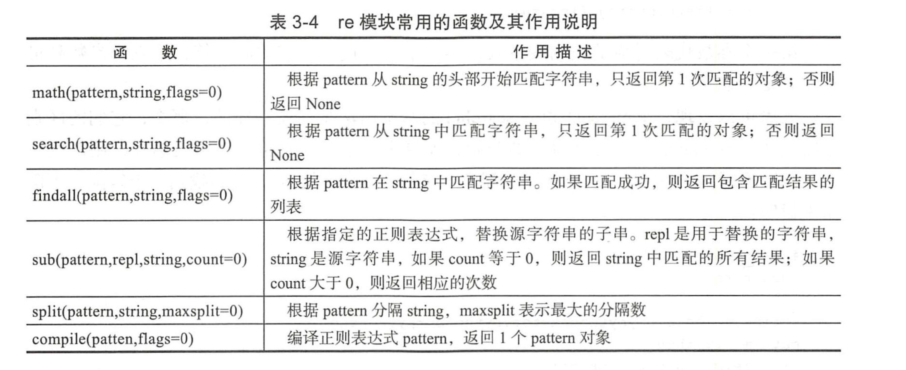 表 3-4 re 模块常用的函数及其作用说明
函 数 作 用 描 述
math(pattern,string,flags=0) 根据 pattern 从 string 的头部开始匹配字符串，只返回第 1 次匹配的对象；否则
返回 None
search(pattern,string,flags=0) 根据 pattern 从 string 中匹配字符串，只返回第 1 次匹配的对象；否则返回
None
findall(pattern,string,flags=0) 根据 pattern 在 string 中匹配字符串。如果匹配成功，则返回包含匹配结果的
列表
根据指定的正则表达式，替换源字符串的子串。repl 是用于替换的字符串，
sub(pattern,repl,string,count=0) string 是源字符串，如果 count 等于 0，则返回 string 中匹配的所有结果；如果
count 大于 0，则返回相应的次数
split(pattern,string,maxsplit=0) 根据 pattern 分隔 string，maxsplit 表示最大的分隔数
compile(patten,flags=0) 编译正则表达式 pattern，返回 1 个 pattern 对象